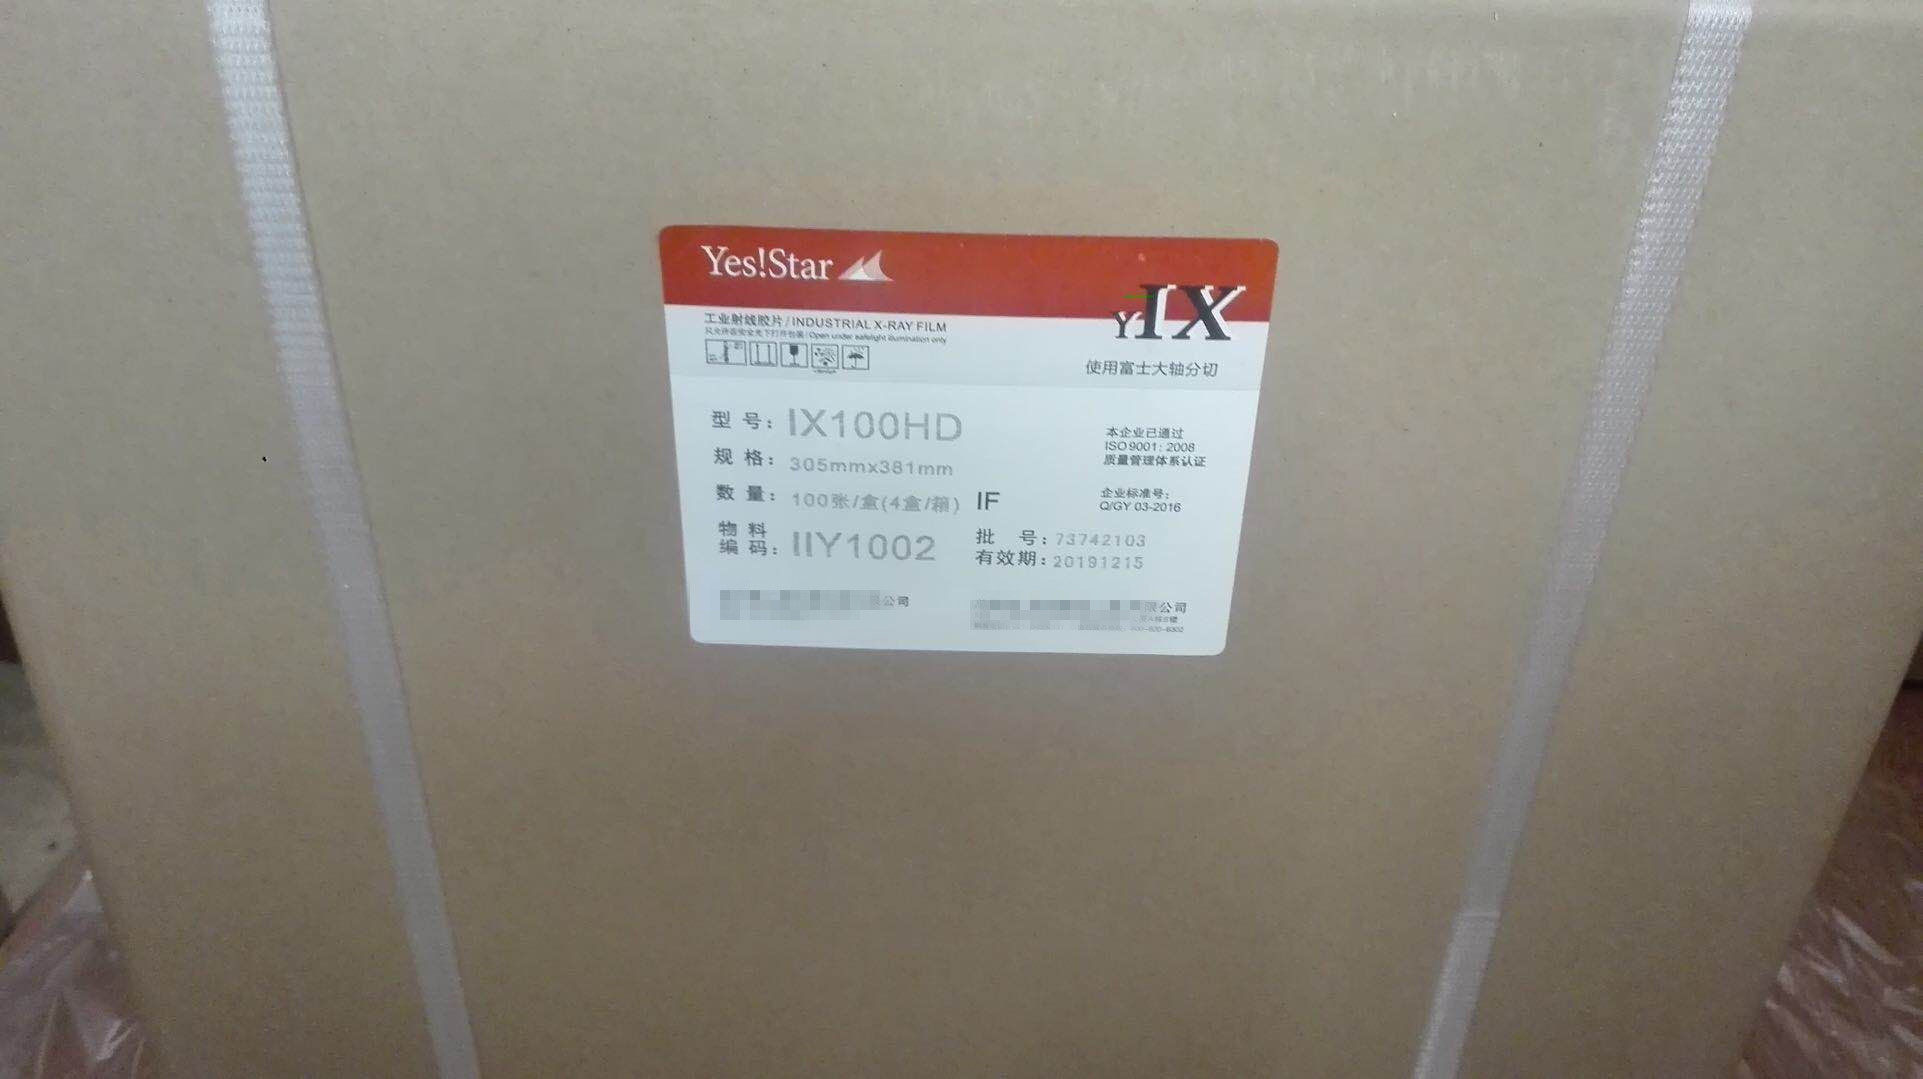 Yes!Star
YIX
工业射线胶片/INDUSTRIAL X-RAY FILM
只允许在安全光下打开包装/Open under safelight illumination only
使用富士大轴分切
型号：IX100HD
规格：305mmx381mm
数量：100张/盒(4盒/箱) IF
物料
编码：IIY1002
本企业已通过
ISO9001：2008
质量管理体系认证
企业标准号：
Q/GY 03-2016
批 号：73742103
有效期：20191215
限公司
有限公司